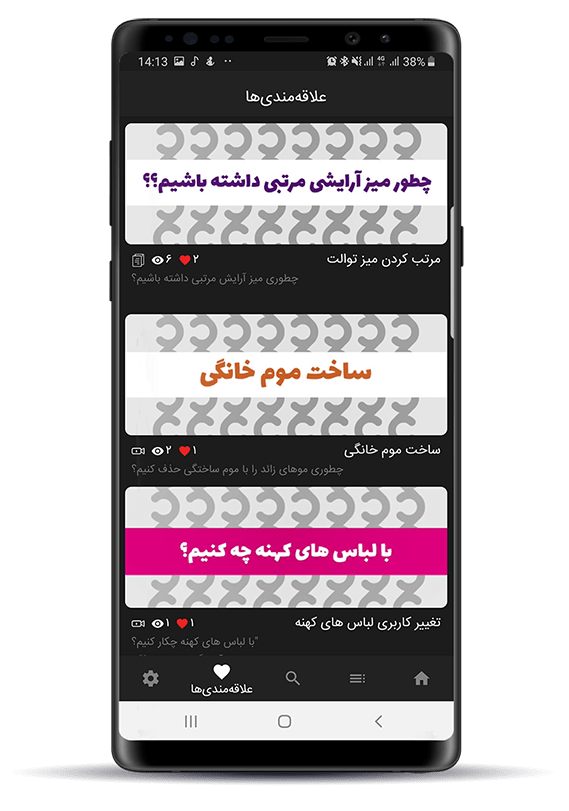 14:13 4G 38%
علاقه‌مندی‌ها
چطور میز آرایشی مرتبی داشته باشیم؟؟
مرتب کردن میز توالت ۲ ۶
چطوری میز آرایش مرتبی داشته باشیم؟
ساخت موم خانگی
ساخت موم خانگی ۱ ۲
چطوری موهای زائد را با موم ساختگی حذف کنیم؟
با لباس های کهنه چه کنیم؟
تغییر کاربری لباس های کهنه ۱ ۱
"با لباس های کهنه چکار کنیم؟
علاقه‌مندی‌ها